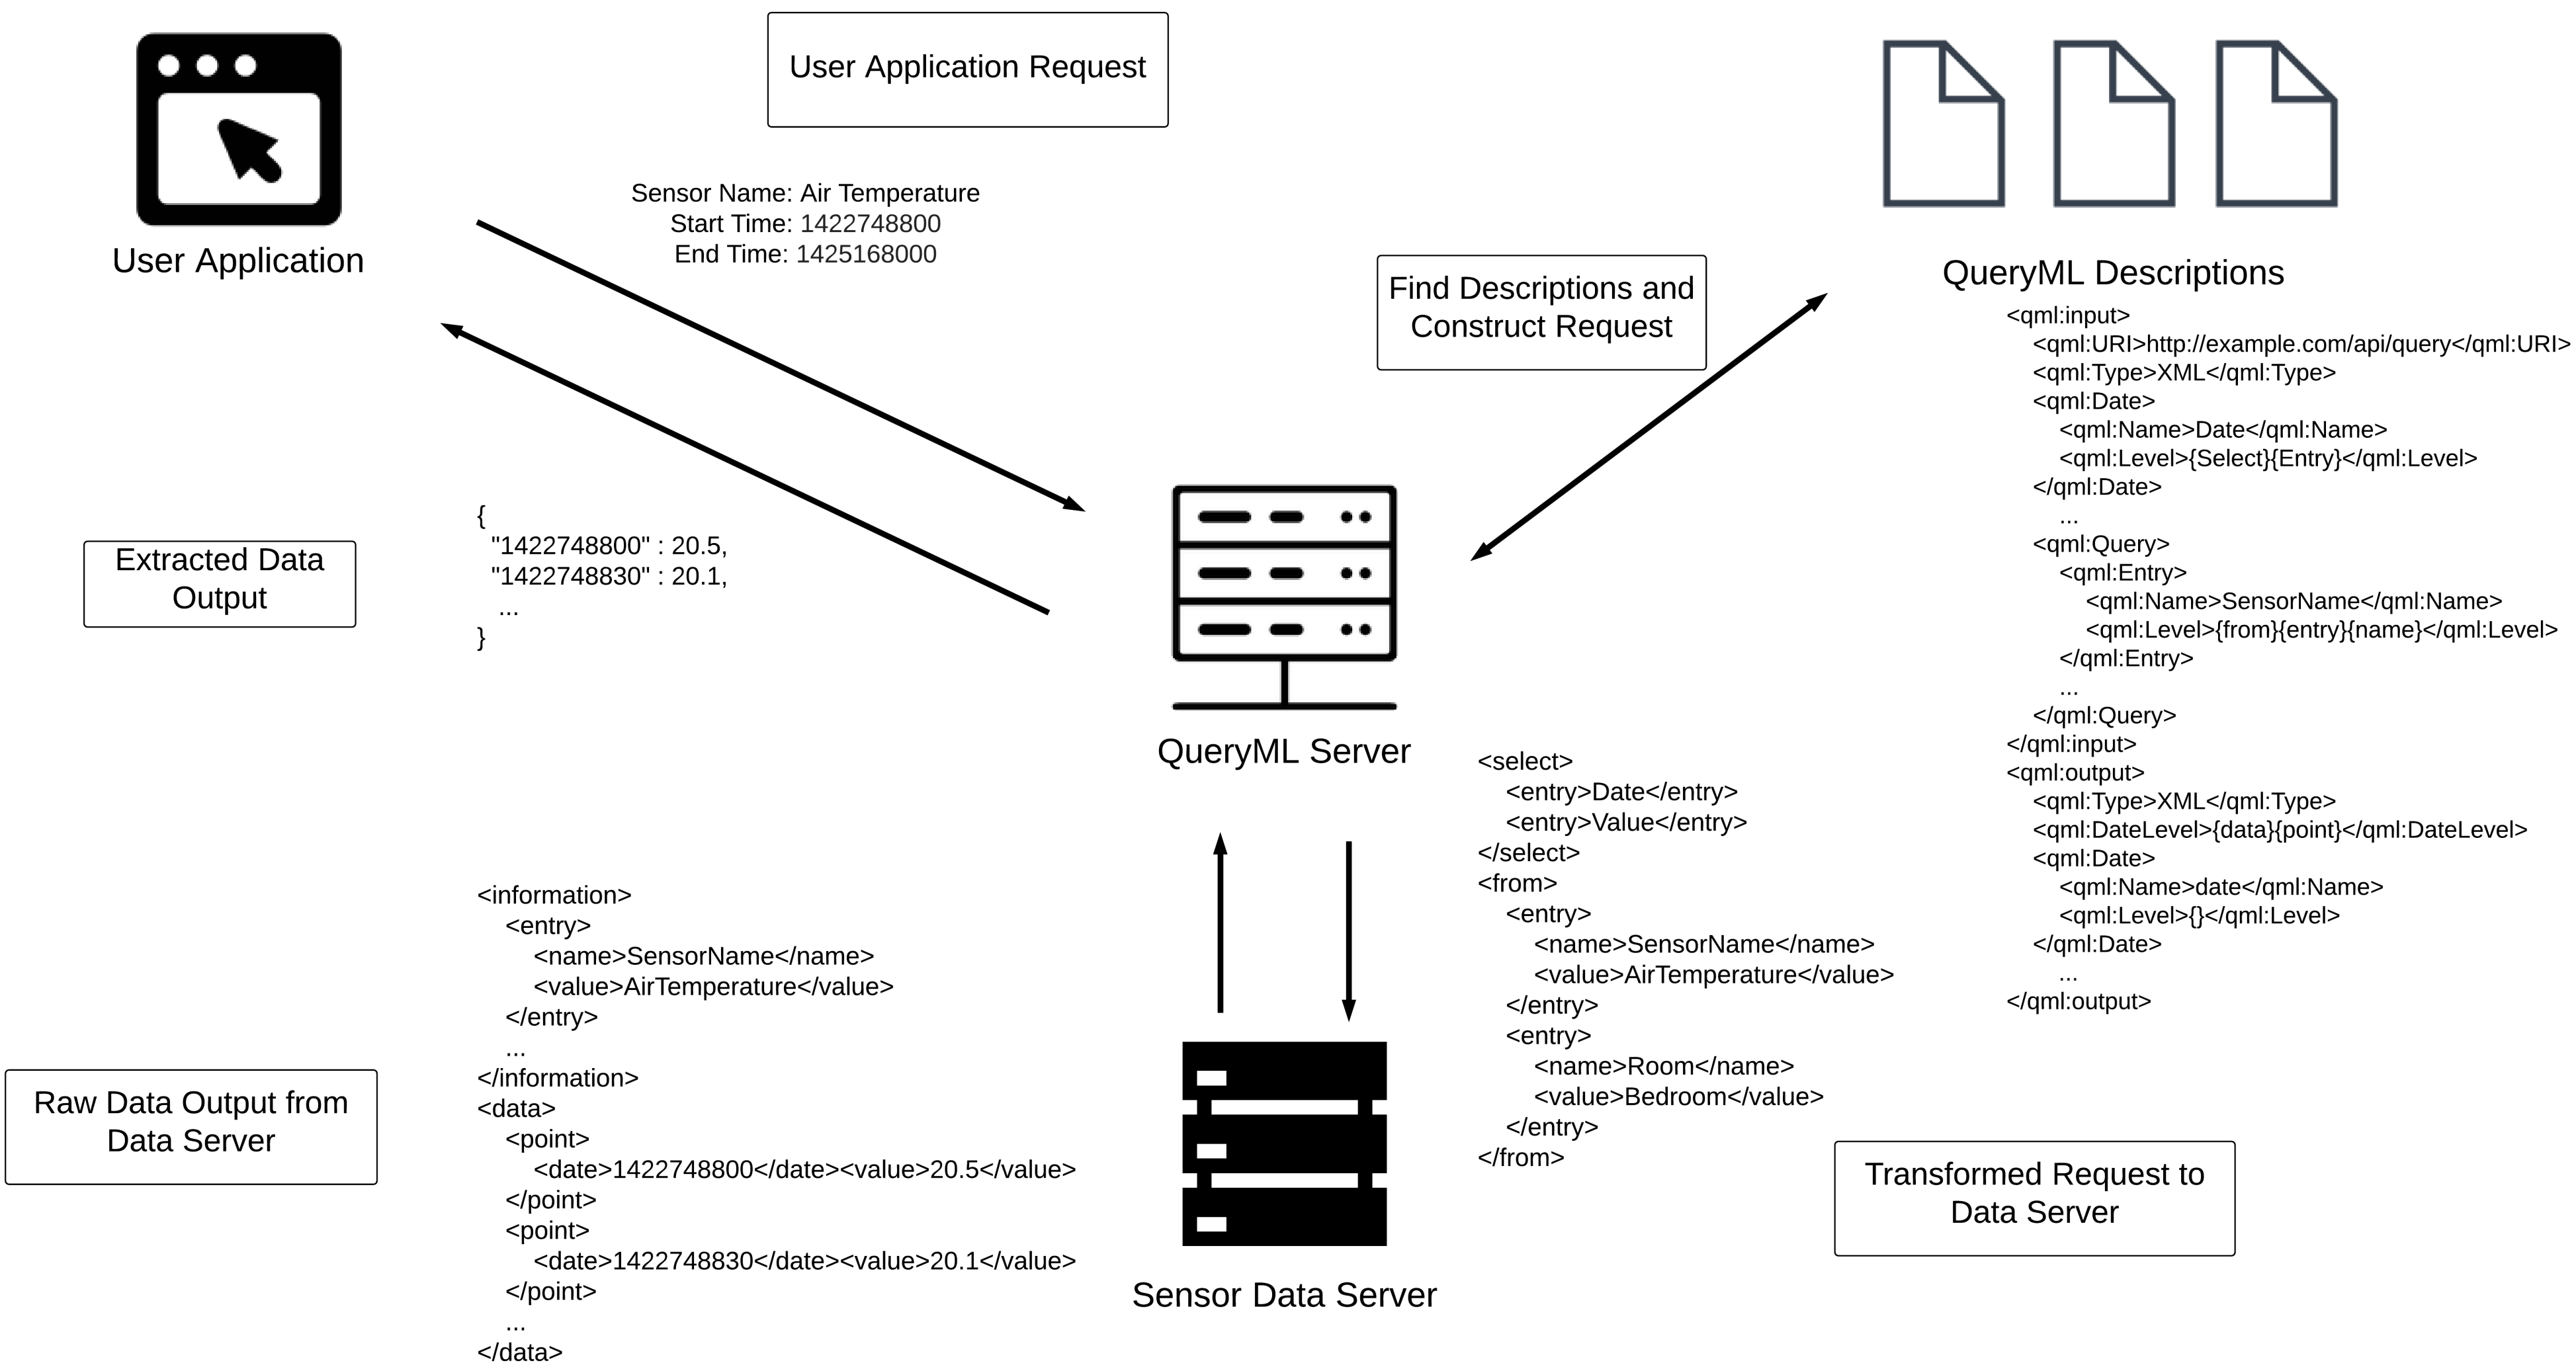 User Application Request
User Application
Sensor Name: Air Temperature
Start Time: 1422748800
End Time: 1425168000
Find Descriptions and
Construct Request
QueryML Descriptions
<qml:input>
<qml:URI>http://example.com/api/query</qml:URI>
<qml:Type>XML</qml:Type>
<qml:Date>
<qml:Name>Date</qml:Name>
<qml:Level>{Select}{Entry}</qml:Level>
</qml:Date>
...
<qml:Query>
<qml:Entry>
<qml:Name>SensorName</qml:Name>
<qml:Level>{from}{entry}{name}</qml:Level>
</qml:Entry>
...
</qml:Query>
</qml:input>
<qml:output>
<qml:Type>XML</qml:Type>
<qml:DateLevel>{data}{point}</qml:DateLevel>
<qml:Date>
<qml:Name>date</qml:Name>
<qml:Level>{}</qml:Level>
</qml:Date>
...
</qml:output>
Extracted Data
Output
{
"1422748800" : 20.5,
"1422748830" : 20.1,
...
}
QueryML Server
<select>
<entry>Date</entry>
<entry>Value</entry>
</select>
<from>
<entry>
<name>SensorName</name>
<value>AirTemperature</value>
</entry>
<entry>
<name>Room</name>
<value>Bedroom</value>
</entry>
</from>
Transformed Request to
Data Server
Raw Data Output from
Data Server
<information>
<entry>
<name>SensorName</name>
<value>AirTemperature</value>
</entry>
...
</information>
<data>
<point>
<date>1422748800</date><value>20.5</value>
</point>
<point>
<date>1422748830</date><value>20.1</value>
</point>
...
</data>
Sensor Data Server